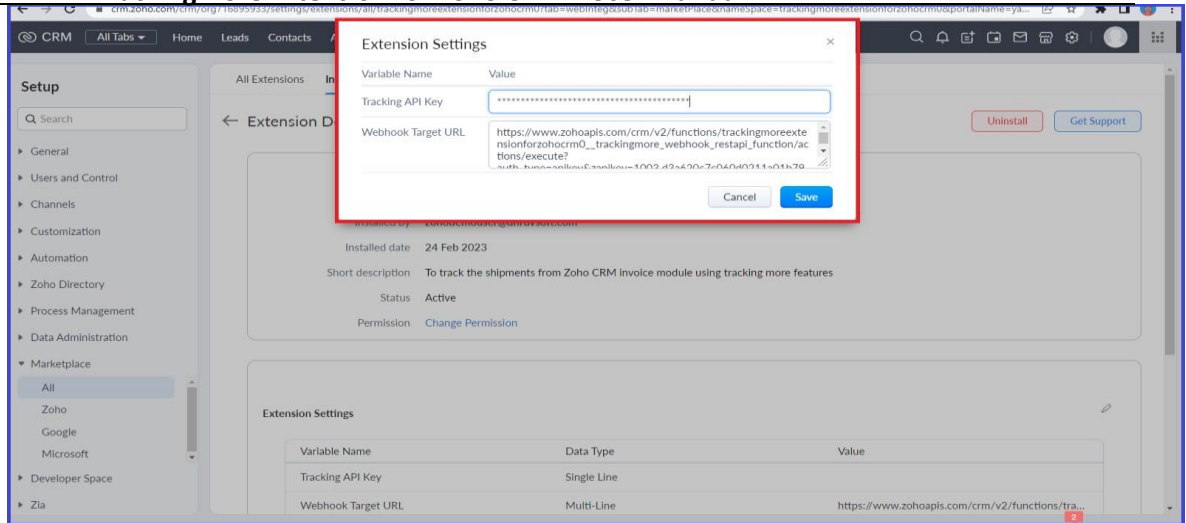 crm.zoho.com/crm/org716895933/settings/extensions/all/trackingmoreextensionforzohocrm0?tab=webInteg&subTab=marketPlace&nameSpace=trackingmoreextensionforzohocrm0&portalName=ya...
CRM All Tabs Home Leads Contacts
Setup
Search
General
Users and Control
Channels
Customization
Automation
Zoho Directory
Process Management
Data Administration
Marketplace
All
Zoho
Google
Microsoft
Developer Space
Zia
All Extensions
Extension D
Uninstall Get Support
Extension Settings
Variable Name Value
Tracking API Key ****************************************
Webhook Target URL https://www.zohoapis.com/crm/v2/functions/trackingmoreexte
nsionforzohocrm0__trackingmore_webhook_restapi_function/ac
tions/execute?
Cancel Save
Installed by
Installed date 24 Feb 2023
Short description To track the shipments from Zoho CRM invoice module using tracking more features
Status Active
Permission Change Permission
Extension Settings
Variable Name Data Type Value
Tracking API Key Single Line
Webhook Target URL Multi-Line https://www.zohoapis.com/crm/v2/functions/tra...
2